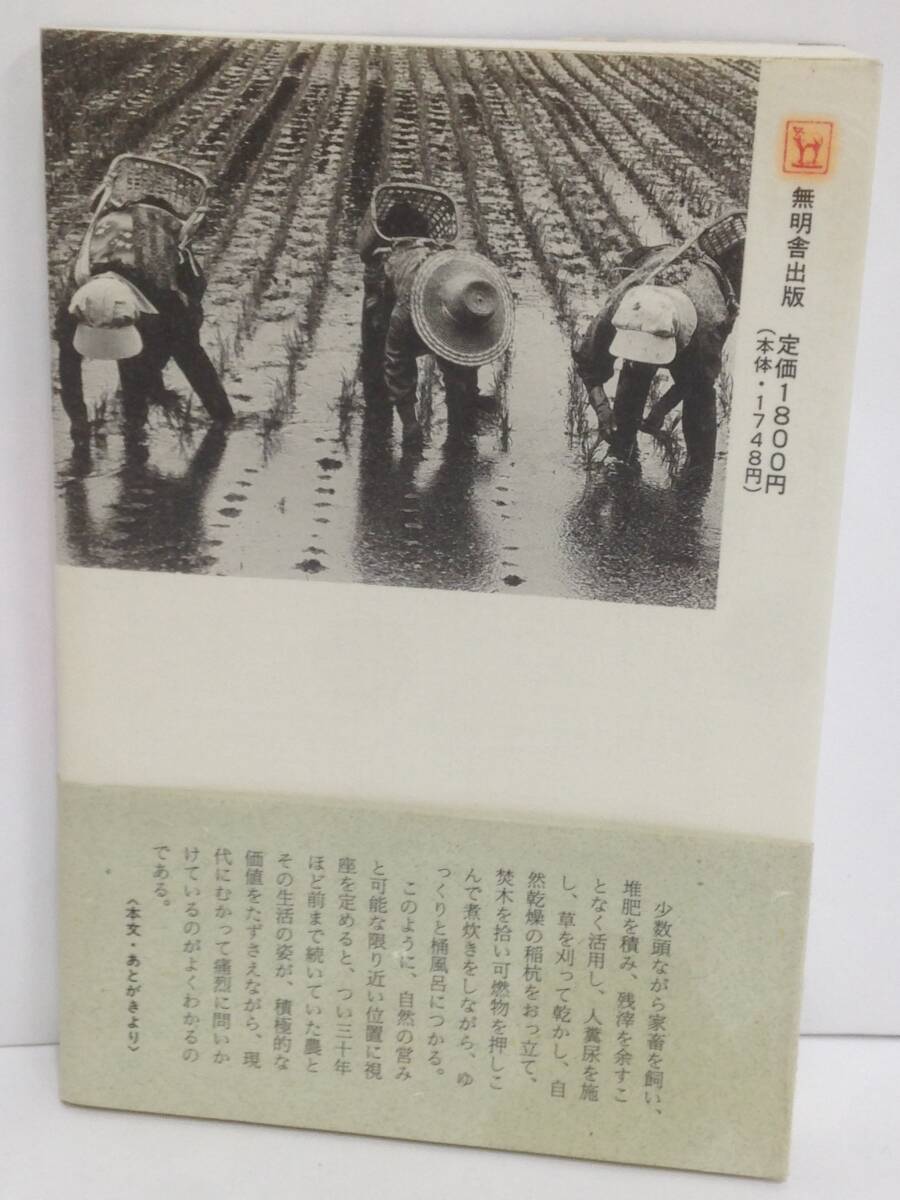 無明舎出版
定価1800円
(本体・1748円)
少数頭ながら家畜を飼い、
堆肥を積み、残滓を余すこ
となく活用し、人糞尿を施
し、草を刈って乾かし、自
然乾燥の稲杭をおっ立て、
焚木を拾い可燃物を押しこ
んで煮炊きをしながら、ゆ
っくりと桶風呂につかる。
このように、自然の営み
と可能な限り近い位置に視
座を定めると、つい三十年
ほど前まで続いていた農と
その生活の姿が、積極的な
価値をたずさえながら、現
代にむかって痛烈に問いか
けているのがよくわかるの
である。
〈本文・あとがきより〉